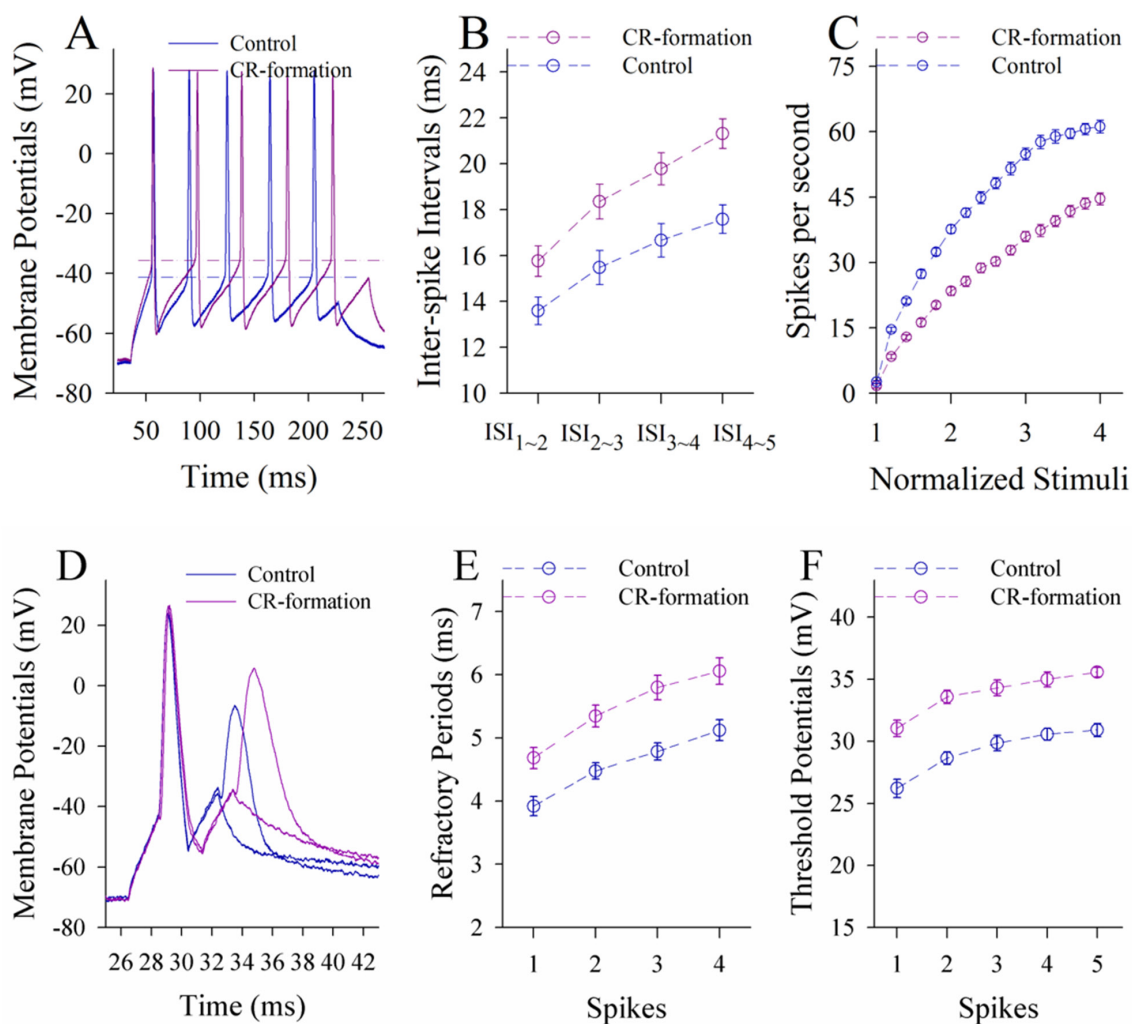 A
Control
CR-formation
Membrane Potentials (mV)
20
0
-20
-40
-60
-80
50 100 150 200 250
Time (ms)
B
CR-formation
Control
Inter-spike Intervals (ms)
24
22
20
18
16
14
12
10
ISI1~2 ISI2~3 ISI3~4 ISI4~5
C
CR-formation
Control
Spikes per second
75
60
45
30
15
0
1 2 3 4
Normalized Stimuli
D
Control
CR-formation
Membrane Potentials (mV)
20
0
-20
-40
-60
-80
26 28 30 32 34 36 38 40 42
Time (ms)
E
Control
CR-formation
Refractory Periods (ms)
7
6
5
4
3
2
1 2 3 4
Spikes
F
Control
CR-formation
Threshold Potentials (mV)
40
35
30
25
20
15
1 2 3 4 5
Spikes